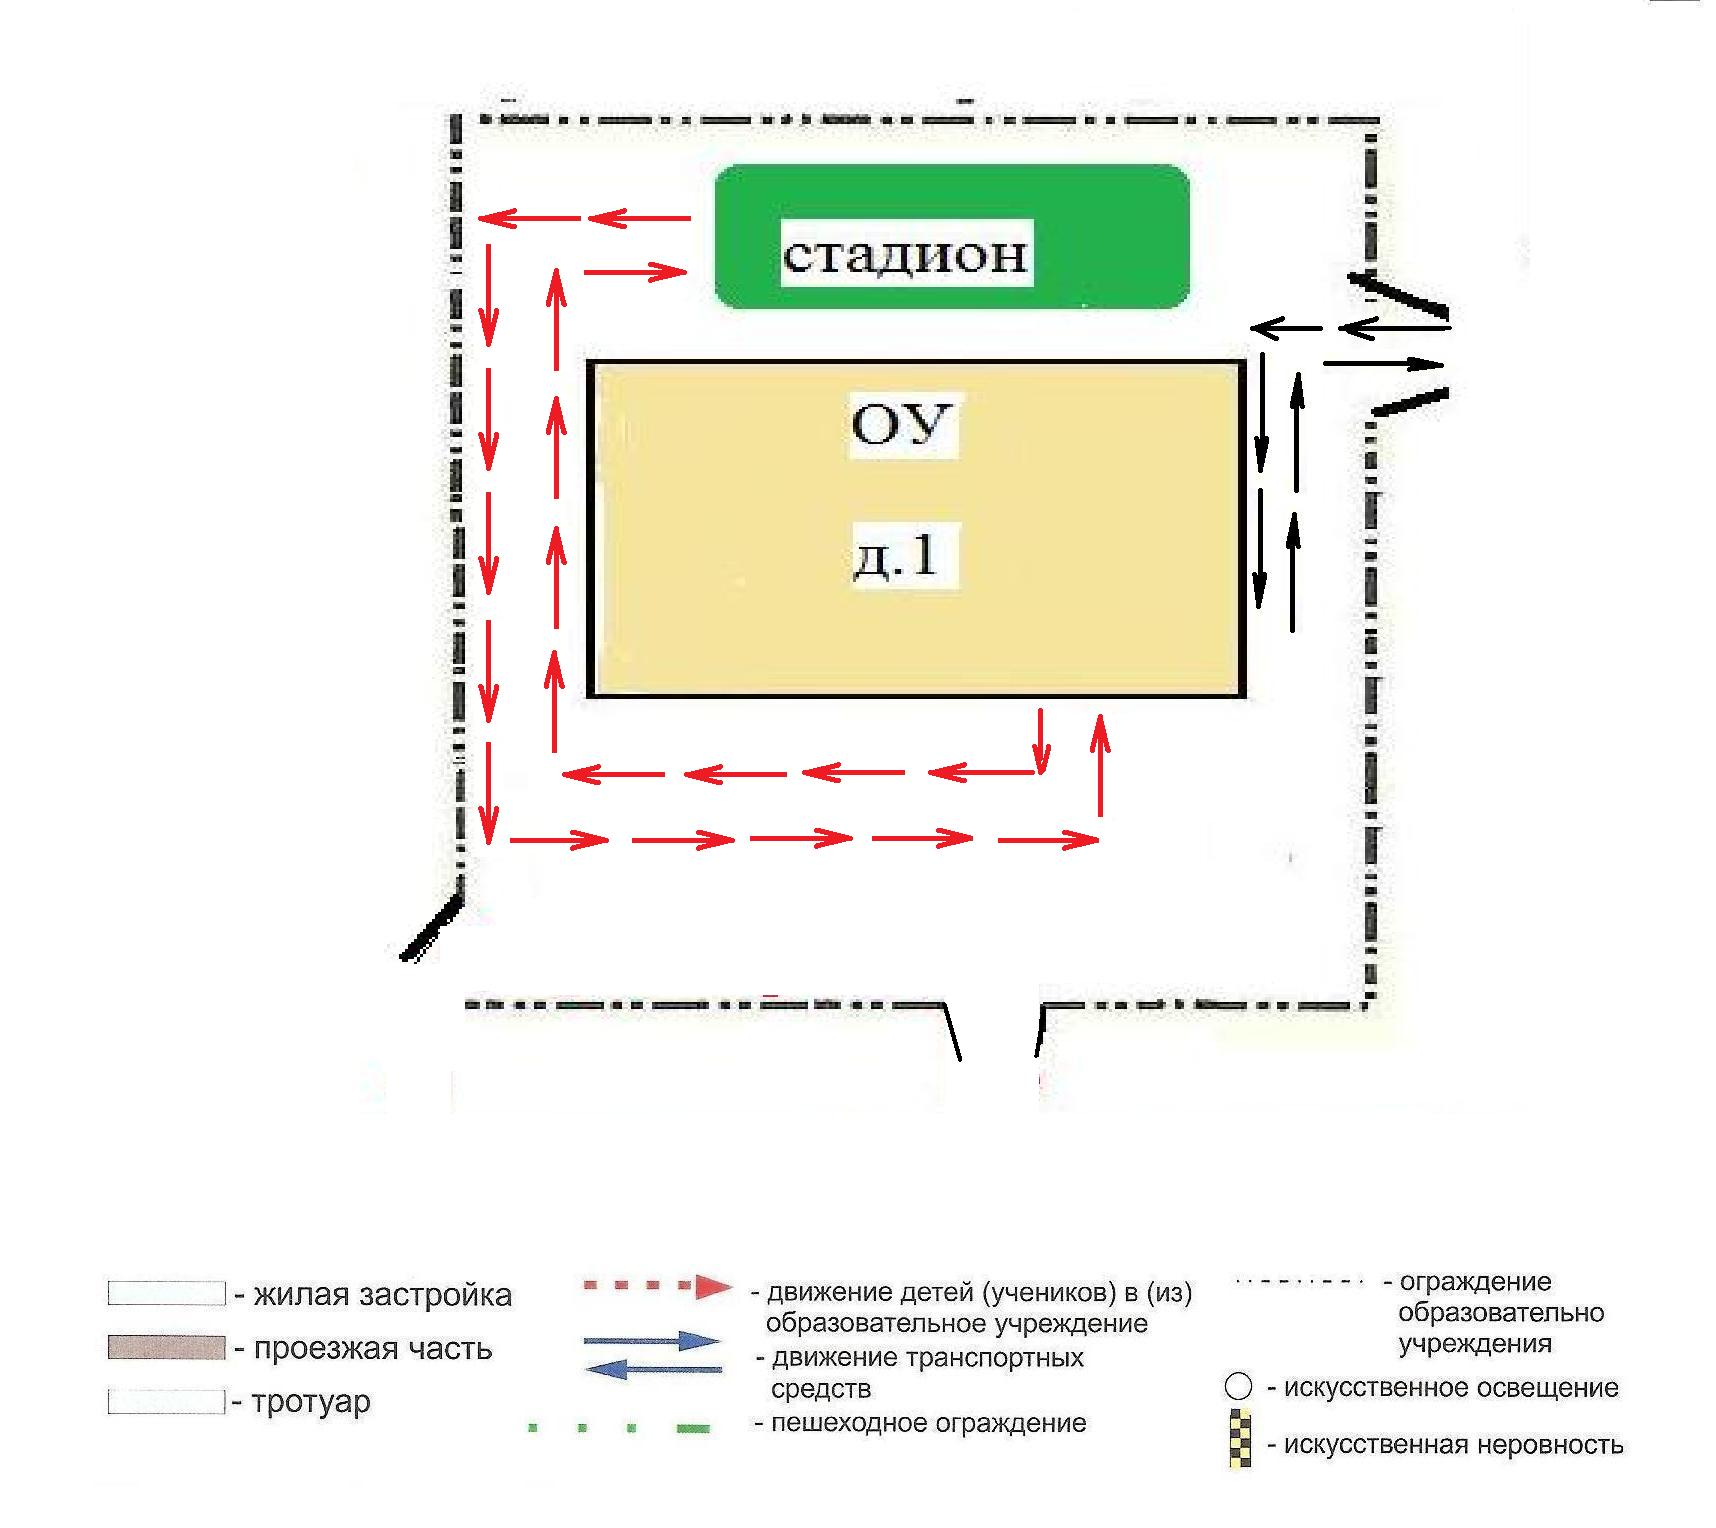 стадион
ОУ
д.1
- жилая застройка
- проезжая часть
- тротуар
- движение детей (учеников) в (из)
образовательное учреждение
- движение транспортных
средств
- пешеходное ограждение
- ограждение
образовательно
учреждения
- искусственное освещение
- искусственная неровность